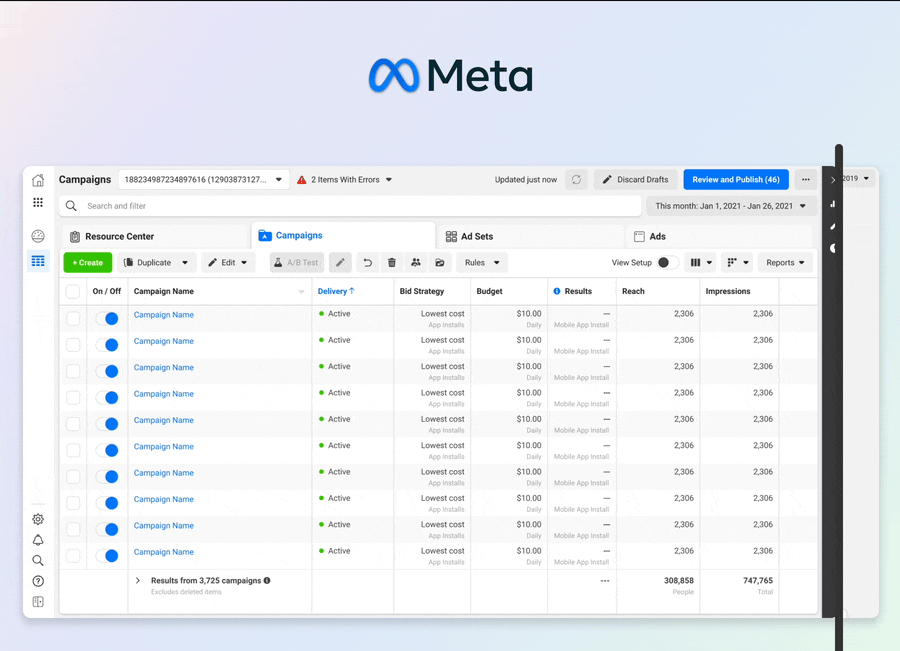 Meta
Campaigns 188234987234897616 (12903873127... 2 Items With Errors Updated just now Discard Drafts Review and Publish (46) ... 2019
Search and filter This month: Jan 1, 2021 - Jan 26, 2021
Resource Center Campaigns Ad Sets Ads
+ Create Duplicate Edit A/B Test Rules View Setup Reports
On / Off Campaign Name Delivery ↑ Bid Strategy Budget Results Reach Impressions
Campaign Name Active Lowest cost $10.00 — 2,306 2,306
App Installs Daily Mobile App Install
Campaign Name Active Lowest cost $10.00 — 2,306 2,306
App Installs Daily Mobile App Install
Campaign Name Active Lowest cost $10.00 — 2,306 2,306
App Installs Daily Mobile App Install
Campaign Name Active Lowest cost $10.00 — 2,306 2,306
App Installs Daily Mobile App Install
Campaign Name Active Lowest cost $10.00 — 2,306 2,306
App Installs Daily Mobile App Install
Campaign Name Active Lowest cost $10.00 — 2,306 2,306
App Installs Daily Mobile App Install
Campaign Name Active Lowest cost $10.00 — 2,306 2,306
App Installs Daily Mobile App Install
Campaign Name Active Lowest cost $10.00 — 2,306 2,306
App Installs Daily Mobile App Install
Campaign Name Active Lowest cost $10.00 — 2,306 2,306
App Installs Daily Mobile App Install
Campaign Name Active Lowest cost $10.00 — 2,306 2,306
App Installs Daily Mobile App Install
Results from 3,725 campaigns --- 308,858 747,765
Excludes deleted items People Total